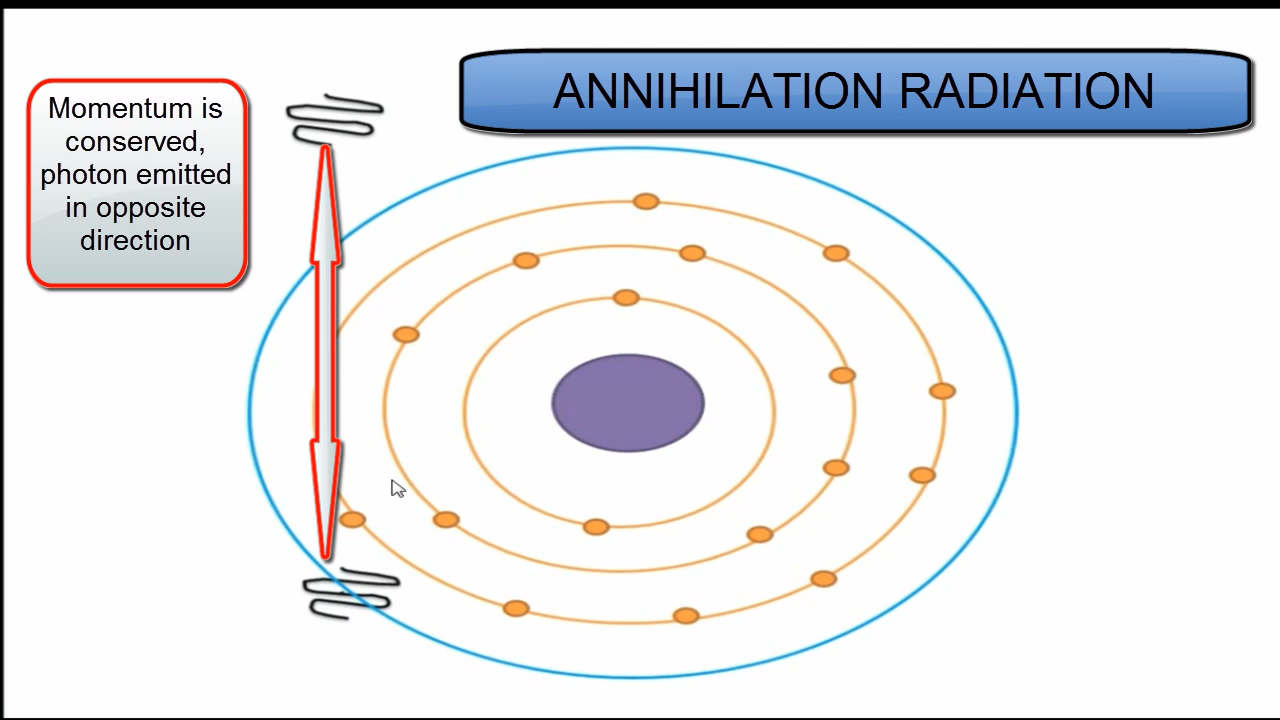 ANNIHILATION RADIATION
Momentum is
conserved,
photon emitted
in opposite
direction